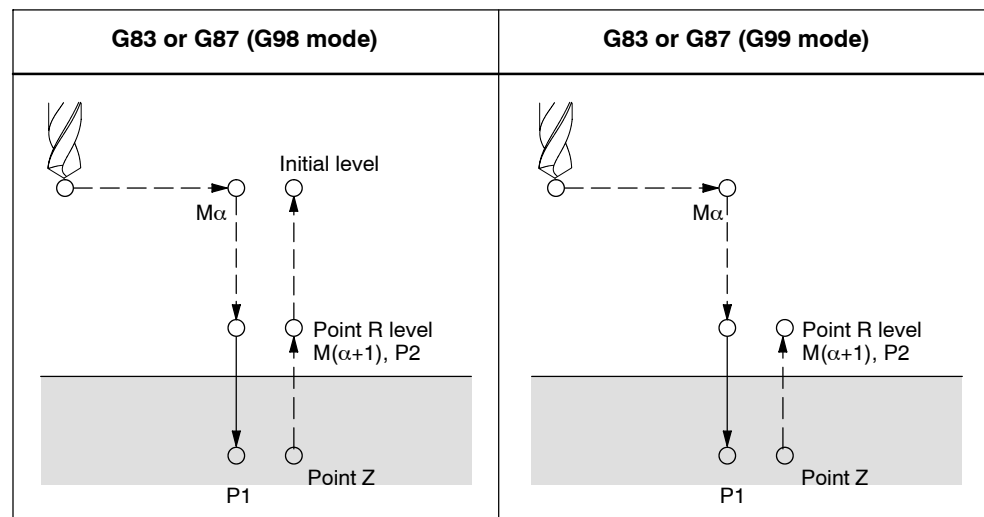 G83 or G87 (G98 mode)
G83 or G87 (G99 mode)
Initial level
Mα
Point R level
M(α+1), P2
Point Z
P1
Mα
Point R level
M(α+1), P2
Point Z
P1